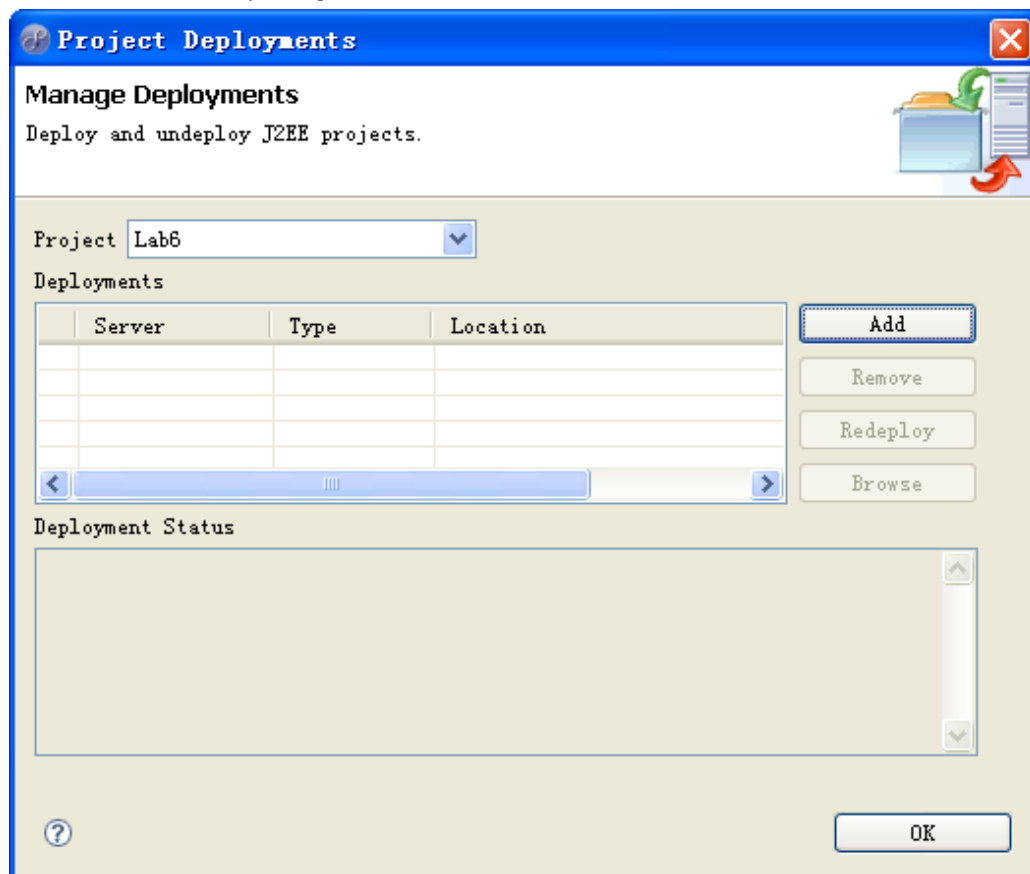 Project Deployments
Manage Deployments
Deploy and undeploy J2EE projects.
Project Lab6
Deployments
Server Type Location
Add
Remove
Redeploy
Browse
Deployment Status
?
OK